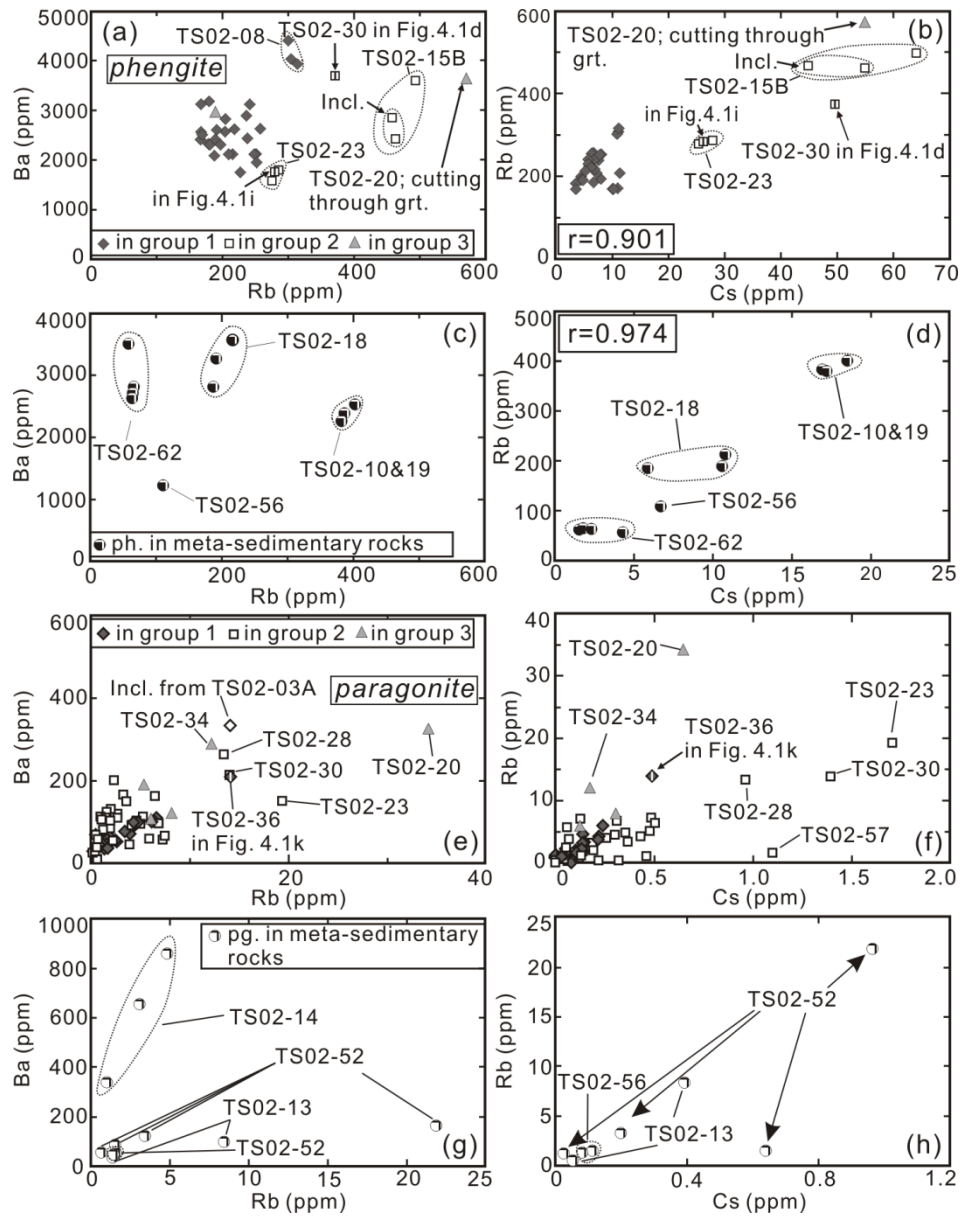 (a)
phengite
TS02-08
TS02-30 in Fig.4.1d
TS02-15B
Incl.
TS02-23
in Fig.4.1i
TS02-20; cutting through grt.
in group 1
in group 2
in group 3
5000
4000
3000
2000
1000
0
Ba (ppm)
0 200 400 600
Rb (ppm)
(b)
TS02-20; cutting through grt.
Incl.
TS02-15B
in Fig.4.1i
TS02-30 in Fig.4.1d
TS02-23
r=0.901
600
400
200
0
Rb (ppm)
0 10 20 30 40 50 60 70
Cs (ppm)
(c)
TS02-18
TS02-62
TS02-10&19
TS02-56
ph. in meta-sedimentary rocks
4000
3000
2000
1000
0
Ba (ppm)
0 200 400 600
Rb (ppm)
r=0.974
(d)
TS02-18
TS02-10&19
TS02-56
TS02-62
500
400
300
200
100
0
Rb (ppm)
0 5 10 15 20 25
Cs (ppm)
in group 1
in group 2
in group 3
Incl. from TS02-03A
paragonite
TS02-34
TS02-28
TS02-30
TS02-20
TS02-36
in Fig. 4.1k
TS02-23
(e)
600
400
200
0
Ba (ppm)
0 20 40
Rb (ppm)
TS02-20
TS02-23
TS02-34
TS02-36
in Fig. 4.1k
TS02-30
TS02-28
TS02-57
(f)
40
30
20
10
0
Rb (ppm)
0 0.5 1.0 1.5 2.0
Cs (ppm)
pg. in meta-sedimentary
rocks
TS02-14
TS02-52
TS02-13
TS02-52
(g)
1000
800
600
400
200
0
Ba (ppm)
0 5 10 15 20 25
Rb (ppm)
TS02-52
TS02-56
TS02-13
(h)
25
20
15
10
5
0
Rb (ppm)
0 0.4 0.8 1.2
Cs (ppm)